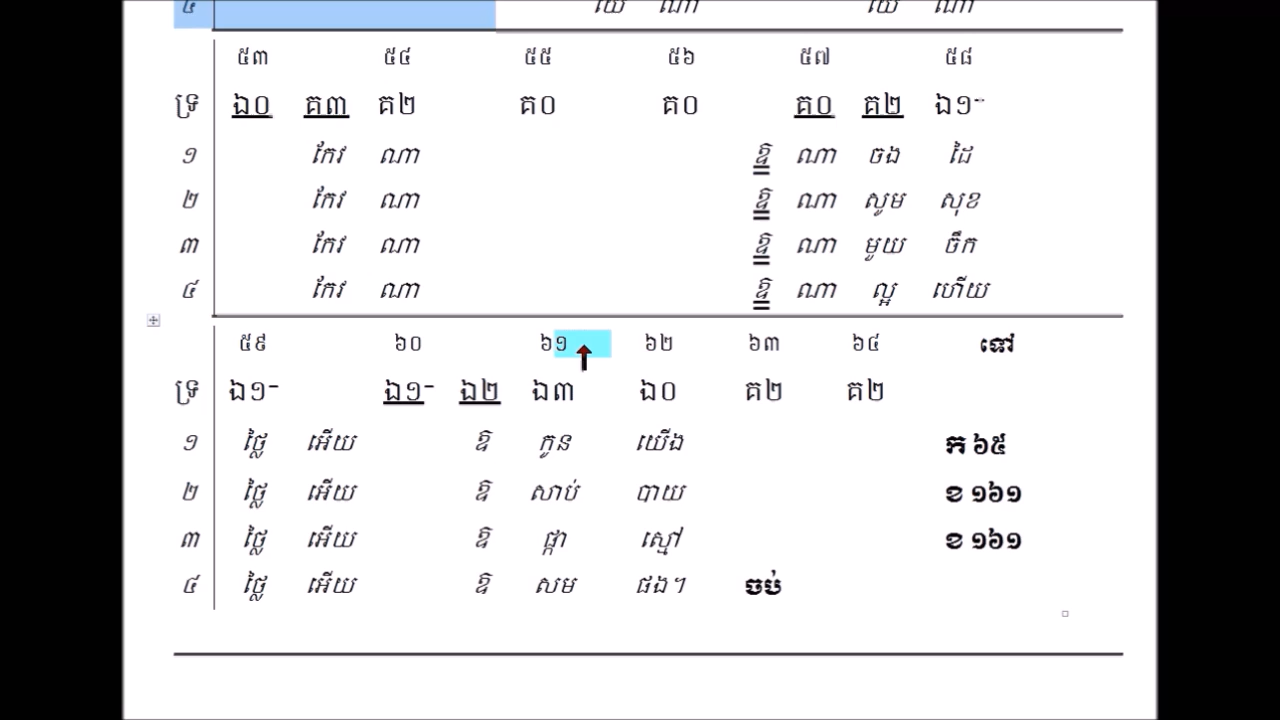 ៤ យើ ណា យើ ណា
៥៣ ៥៤ ៥៥ ៥៦ ៥៧ ៥៨
ទ្រ ឯ០ គ៣ គ២ គ០ គ០ គ០ គ២ ឯ១-
១ កែវ ណា ឱ ណា ចង ដៃ
២ កែវ ណា ឱ ណា សូម សុខ
៣ កែវ ណា ឱ ណា មួយ ចឹក
៤ កែវ ណា ឱ ណា ល្អ ហើយ
៥៩ ៦០ ៦១ ៦២ ៦៣ ៦៤ ទៅ
ទ្រ ឯ១- ឯ១- ឯ២ ឯ៣ ឯ០ គ២ គ២
១ ថ្លៃ អើយ ឱ កូន យើង ក ៦៥
២ ថ្លៃ អើយ ឱ សាប់ បាយ ខ ១៦១
៣ ថ្លៃ អើយ ឱ ផ្កា ស្មៅ ខ ១៦១
៤ ថ្លៃ អើយ ឱ សម ផង។ ចប់